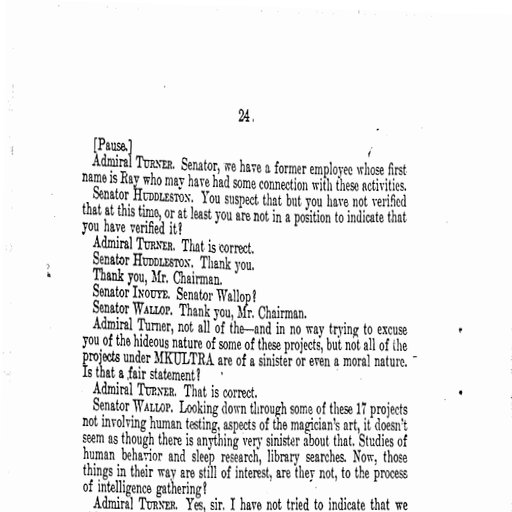 24
[Pause.]
Admiral TURNER. Senator, we have a former employee whose first
name is Ray who may have had some connection with these activities.
Senator HUDDLESTON. You suspect that but you have not verified
that at this time, or at least you are not in a position to indicate that
you have verified it?
Admiral TURNER. That is correct.
Senator HUDDLESTON. Thank you.
Thank you, Mr. Chairman.
Senator INOUYE. Senator Wallop?
Senator WALLOP. Thank you, Mr. Chairman.
Admiral Turner, not all of the—and in no way trying to excuse
you of the hideous nature of some of these projects, but not all of the
projects under MKULTRA are of a sinister or even a moral nature.
Is that a fair statement?
Admiral TURNER. That is correct.
Senator WALLOP. Looking down through some of these 17 projects
not involving human testing, aspects of the magician's art, it doesn't
seem as though there is anything very sinister about that. Studies of
human behavior and sleep research, library searches. Now, those
things in their way are still of interest, are they not, to the process
of intelligence gathering?
Admiral TURNER. Yes, sir. I have not tried to indicate that we